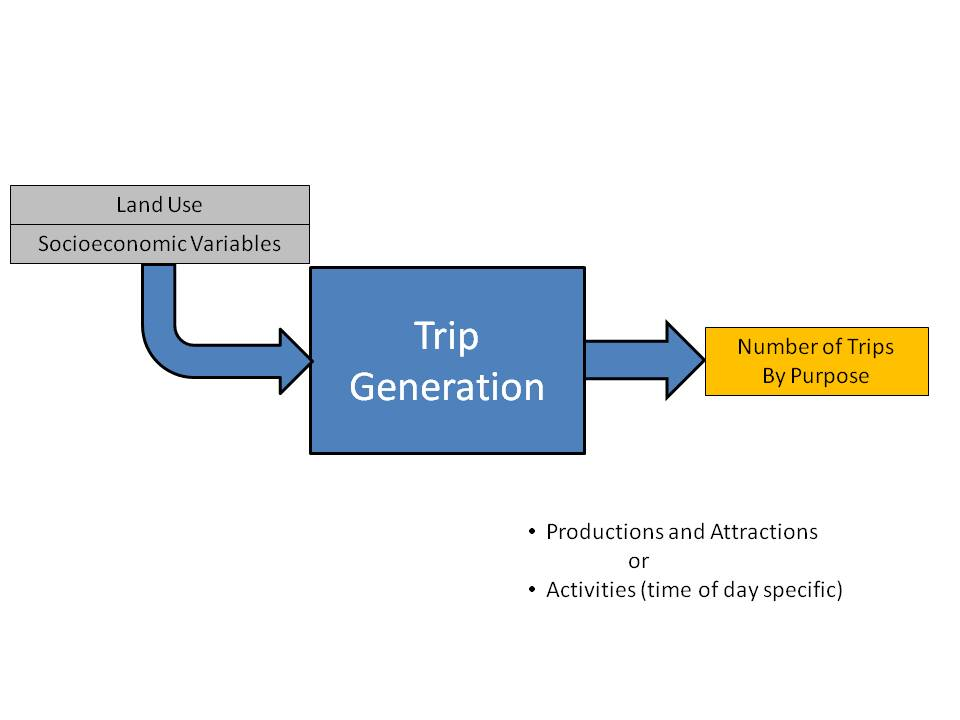 Land Use
Socioeconomic Variables
Trip
Generation
Number of Trips
By Purpose
• Productions and Attractions
or
• Activities (time of day specific)